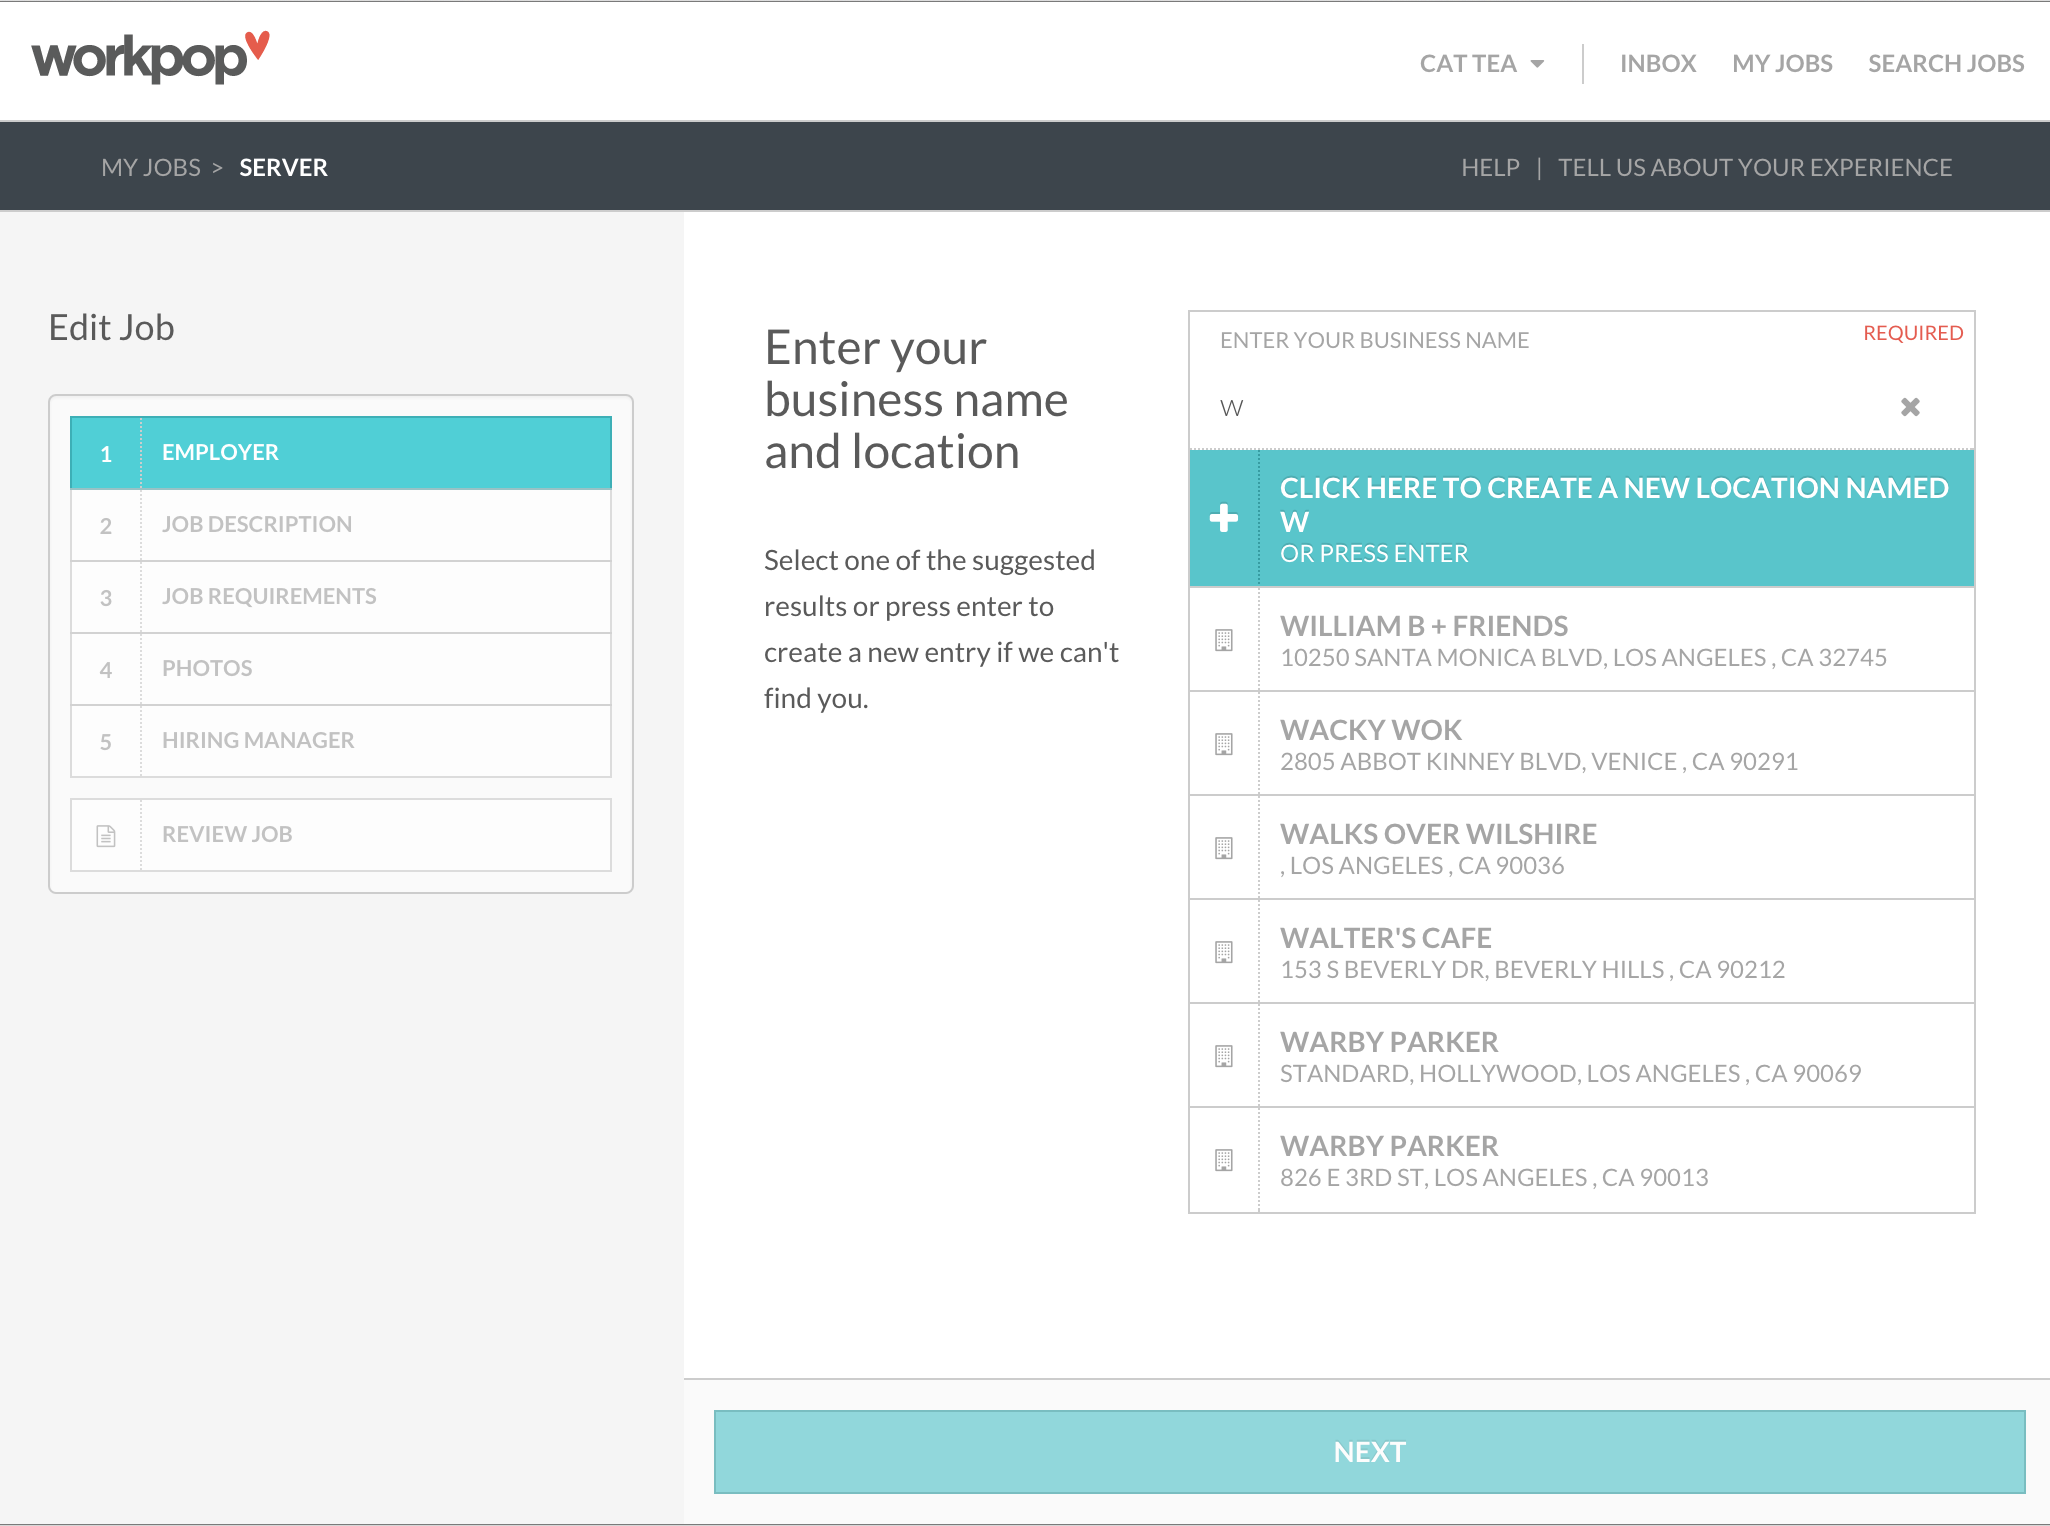 workpop
CAT TEA
INBOX
MY JOBS
SEARCH JOBS
MY JOBS > SERVER
HELP | TELL US ABOUT YOUR EXPERIENCE
Edit Job
1 EMPLOYER
2 JOB DESCRIPTION
3 JOB REQUIREMENTS
4 PHOTOS
5 HIRING MANAGER
REVIEW JOB
Enter your
business name
and location
Select one of the suggested
results or press enter to
create a new entry if we can't
find you.
ENTER YOUR BUSINESS NAME
REQUIRED
W
CLICK HERE TO CREATE A NEW LOCATION NAMED
W
OR PRESS ENTER
WILLIAM B + FRIENDS
10250 SANTA MONICA BLVD, LOS ANGELES , CA 32745
WACKY WOK
2805 ABBOT KINNEY BLVD, VENICE , CA 90291
WALKS OVER WILSHIRE
, LOS ANGELES , CA 90036
WALTER'S CAFE
153 S BEVERLY DR, BEVERLY HILLS , CA 90212
WARBY PARKER
STANDARD, HOLLYWOOD, LOS ANGELES , CA 90069
WARBY PARKER
826 E 3RD ST, LOS ANGELES , CA 90013
NEXT